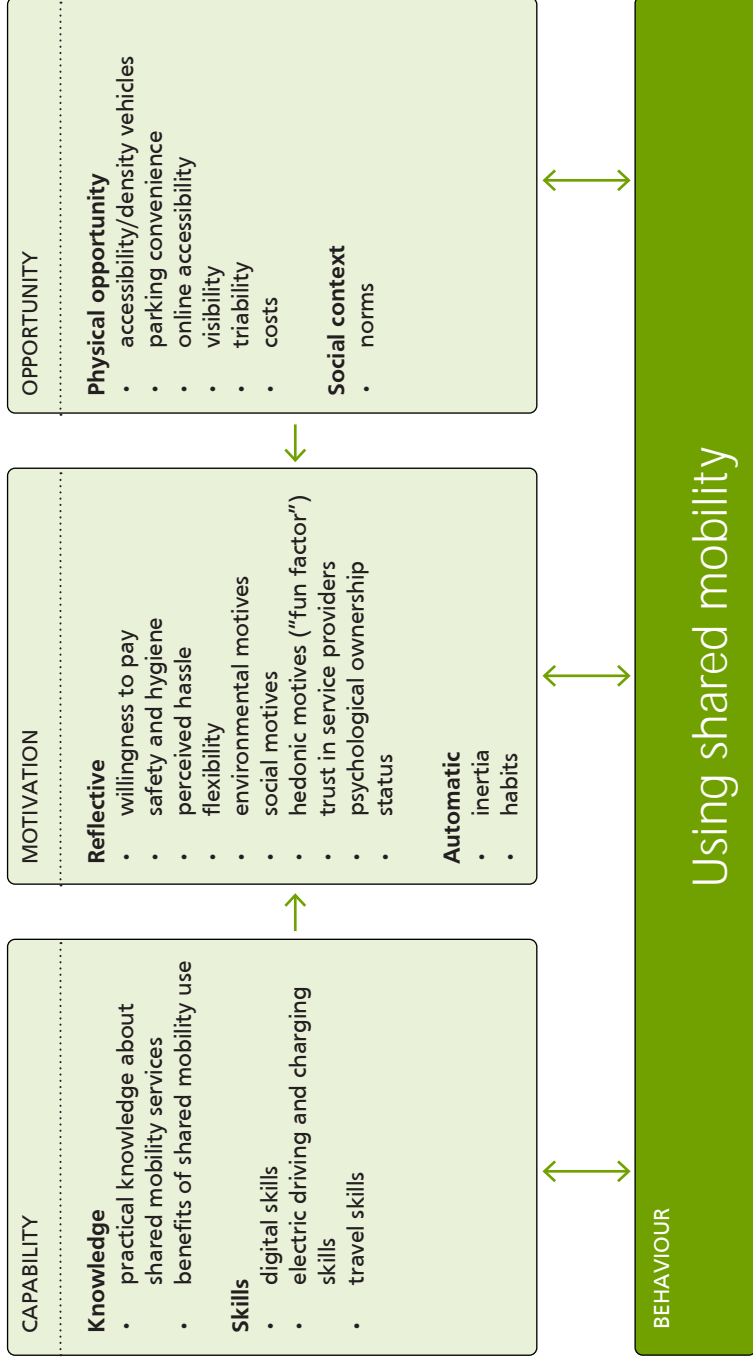 CAPABILITY
Knowledge
• practical knowledge about
shared mobility services
• benefits of shared mobility use
Skills
• digital skills
• electric driving and charging
skills
• travel skills
MOTIVATION
Reflective
• willingness to pay
• safety and hygiene
• perceived hassle
• flexibility
• environmental motives
• social motives
• hedonic motives ("fun factor")
• trust in service providers
• psychological ownership
• status
Automatic
• inertia
• habits
OPPORTUNITY
Physical opportunity
• accessibility/density vehicles
• parking convenience
• online accessibility
• visibility
• triability
• costs
Social context
• norms
BEHAVIOUR
Using shared mobility